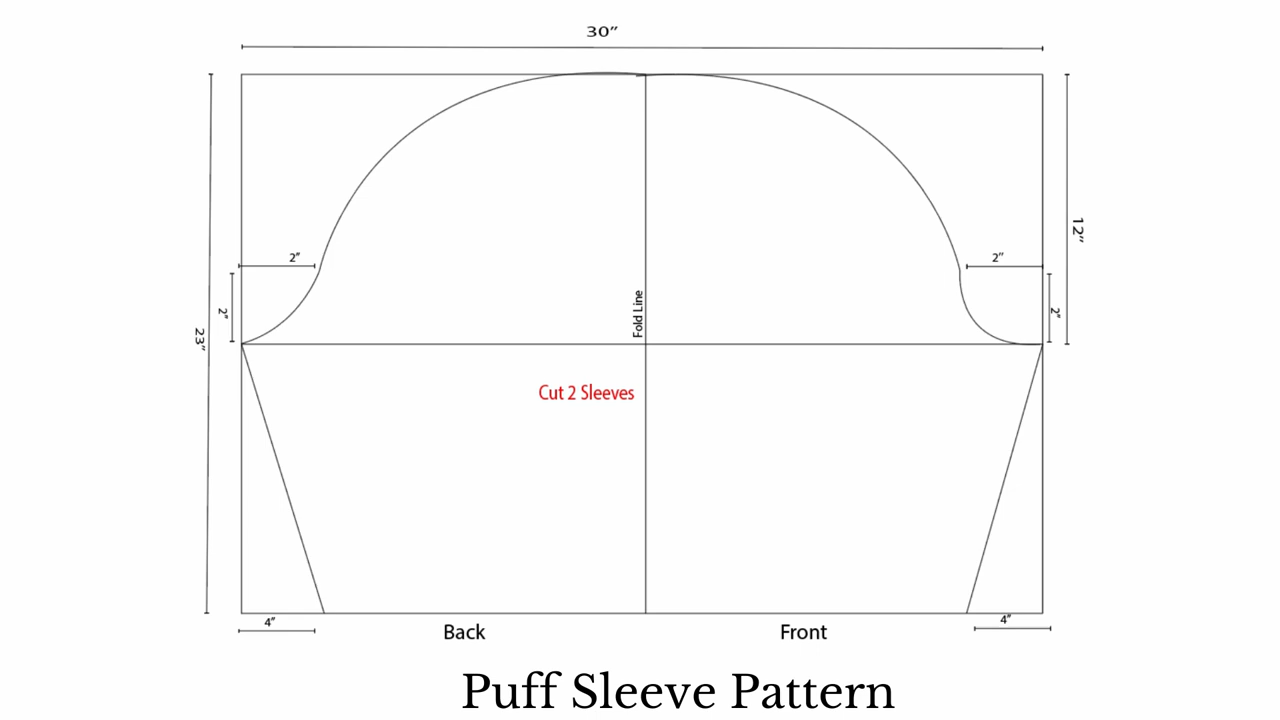 30”
2”
2”
12”
2”
2”
23”
Fold Line
Cut 2 Sleeves
4”
4”
Back
Front
Puff Sleeve Pattern